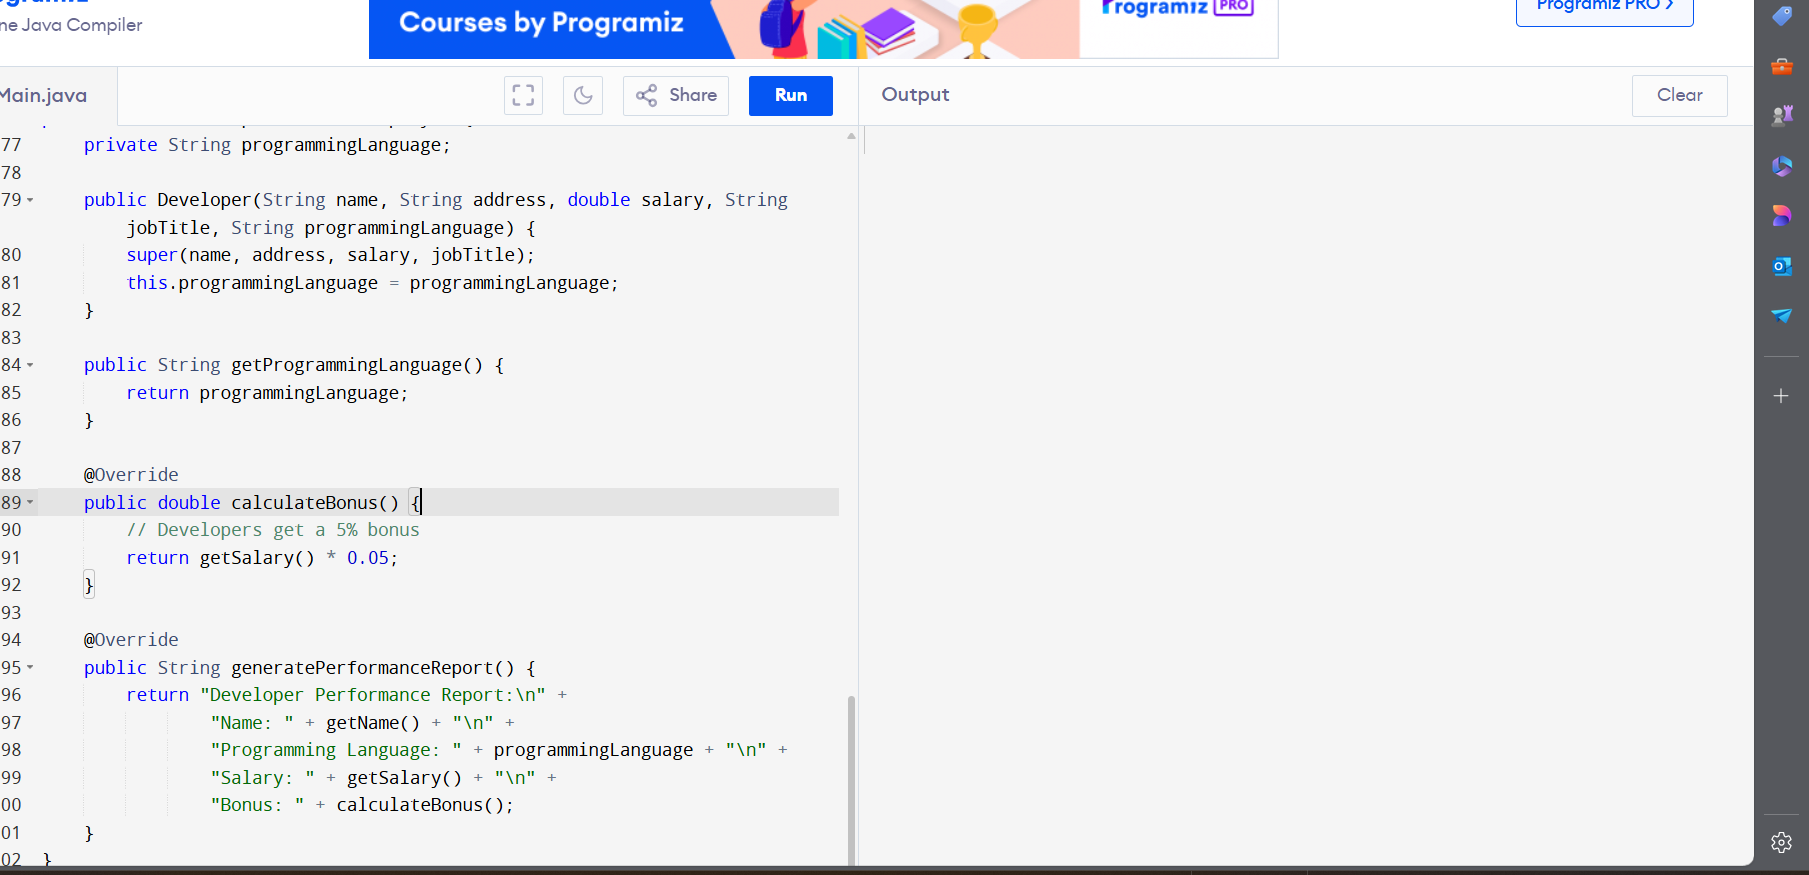 ne Java Compiler
Courses by Programiz
Programiz PRO
Programiz PRO >
Main.java
Share
Run
Output
Clear
77 private String programmingLanguage;
78
79 public Developer(String name, String address, double salary, String
jobTitle, String programmingLanguage) {
80 super(name, address, salary, jobTitle);
81 this.programmingLanguage = programmingLanguage;
82 }
83
84 public String getProgrammingLanguage() {
85 return programmingLanguage;
86 }
87
88 @Override
89 public double calculateBonus() {
90 // Developers get a 5% bonus
91 return getSalary() * 0.05;
92 }
93
94 @Override
95 public String generatePerformanceReport() {
96 return "Developer Performance Report:\n" +
97 "Name: " + getName() + "\n" +
98 "Programming Language: " + programmingLanguage + "\n" +
99 "Salary: " + getSalary() + "\n" +
00 "Bonus: " + calculateBonus();
01 }
02 }